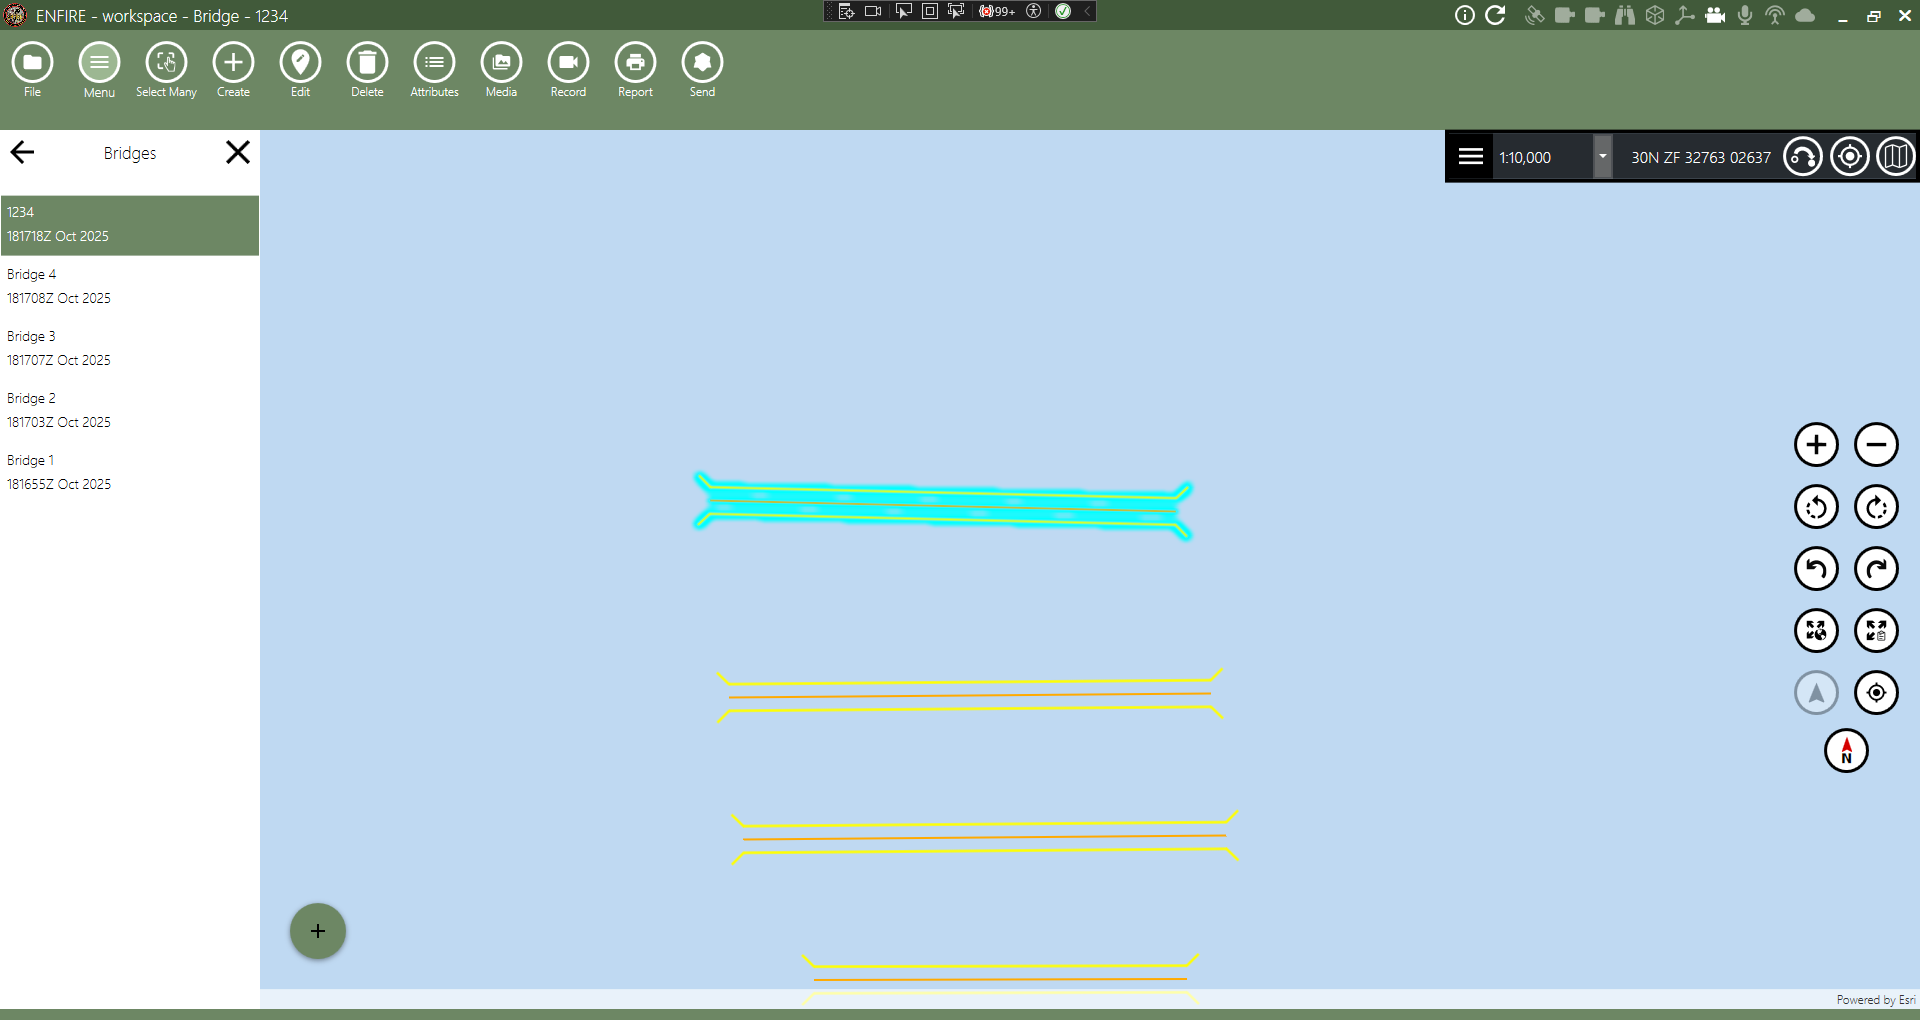 ENFIRE - workspace - Bridge - 1234
99+
File
Menu
Select Many
Create
Edit
Delete
Attributes
Media
Record
Report
Send
Bridges
1:10,000
30N ZF 32763 02637
1234
181718Z Oct 2025
Bridge 4
181708Z Oct 2025
Bridge 3
181707Z Oct 2025
Bridge 2
181703Z Oct 2025
Bridge 1
181655Z Oct 2025
N
Powered by Esri